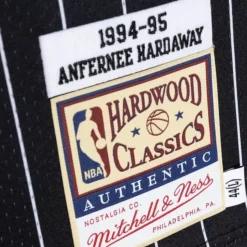 1994-95
ANFERNEE HARDAWAY
HARDWOOD
CLASSICS
NBA
AUTHENTIC
NOSTALGIA CO.
Mitchell & Ness
PHILADELPHIA, PA.
44(L)